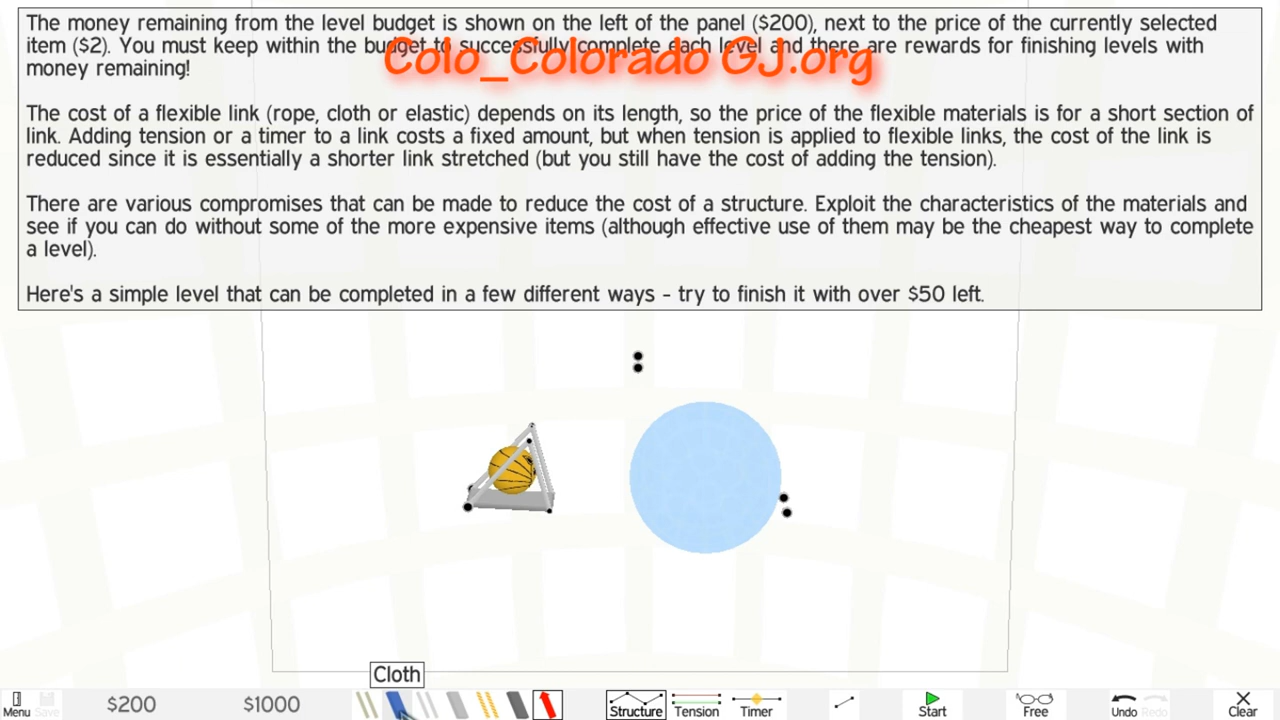 The money remaining from the level budget is shown on the left of the panel ($200), next to the price of the currently selected
item ($2). You must keep within the budget to successfully complete each level and there are rewards for finishing levels with
money remaining!
Colo_Colorado GJ.org
The cost of a flexible link (rope, cloth or elastic) depends on its length, so the price of the flexible materials is for a short section of
link. Adding tension or a timer to a link costs a fixed amount, but when tension is applied to flexible links, the cost of the link is
reduced since it is essentially a shorter link stretched (but you still have the cost of adding the tension).
There are various compromises that can be made to reduce the cost of a structure. Exploit the characteristics of the materials and
see if you can do without some of the more expensive items (although effective use of them may be the cheapest way to complete
a level).
Here's a simple level that can be completed in a few different ways - try to finish it with over $50 left.
Cloth
Menu Save $200 $1000 Structure Tension Timer Start Free Undo Redo Clear